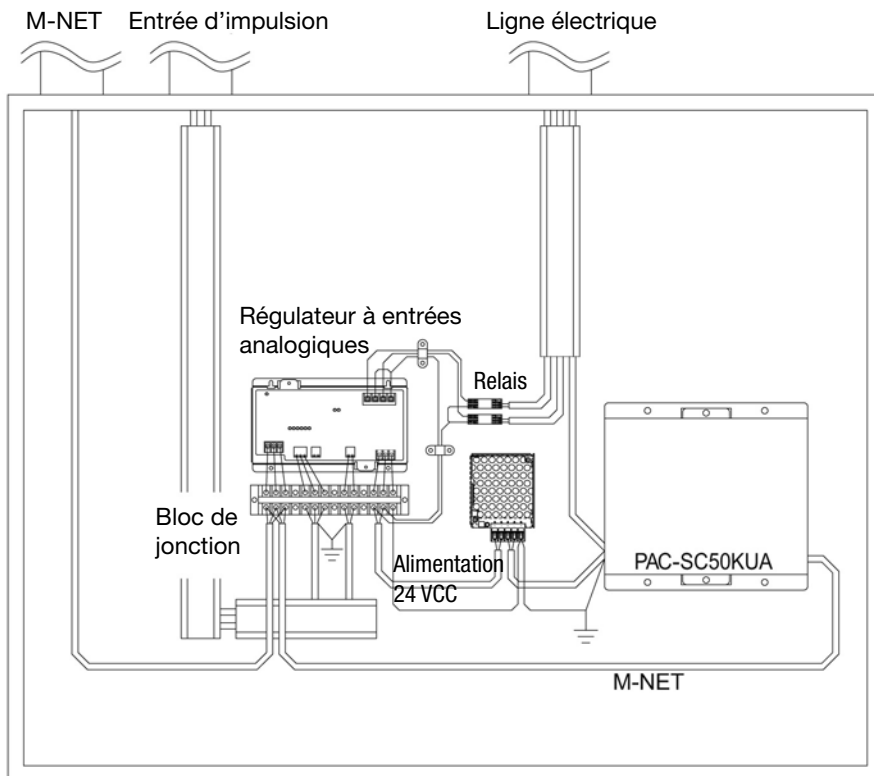 M-NET
Entrée d’impulsion
Ligne électrique
Régulateur à entrées
analogiques
Relais
Bloc de
jonction
Alimentation
24 VCC
PAC-SC50KUA
M-NET